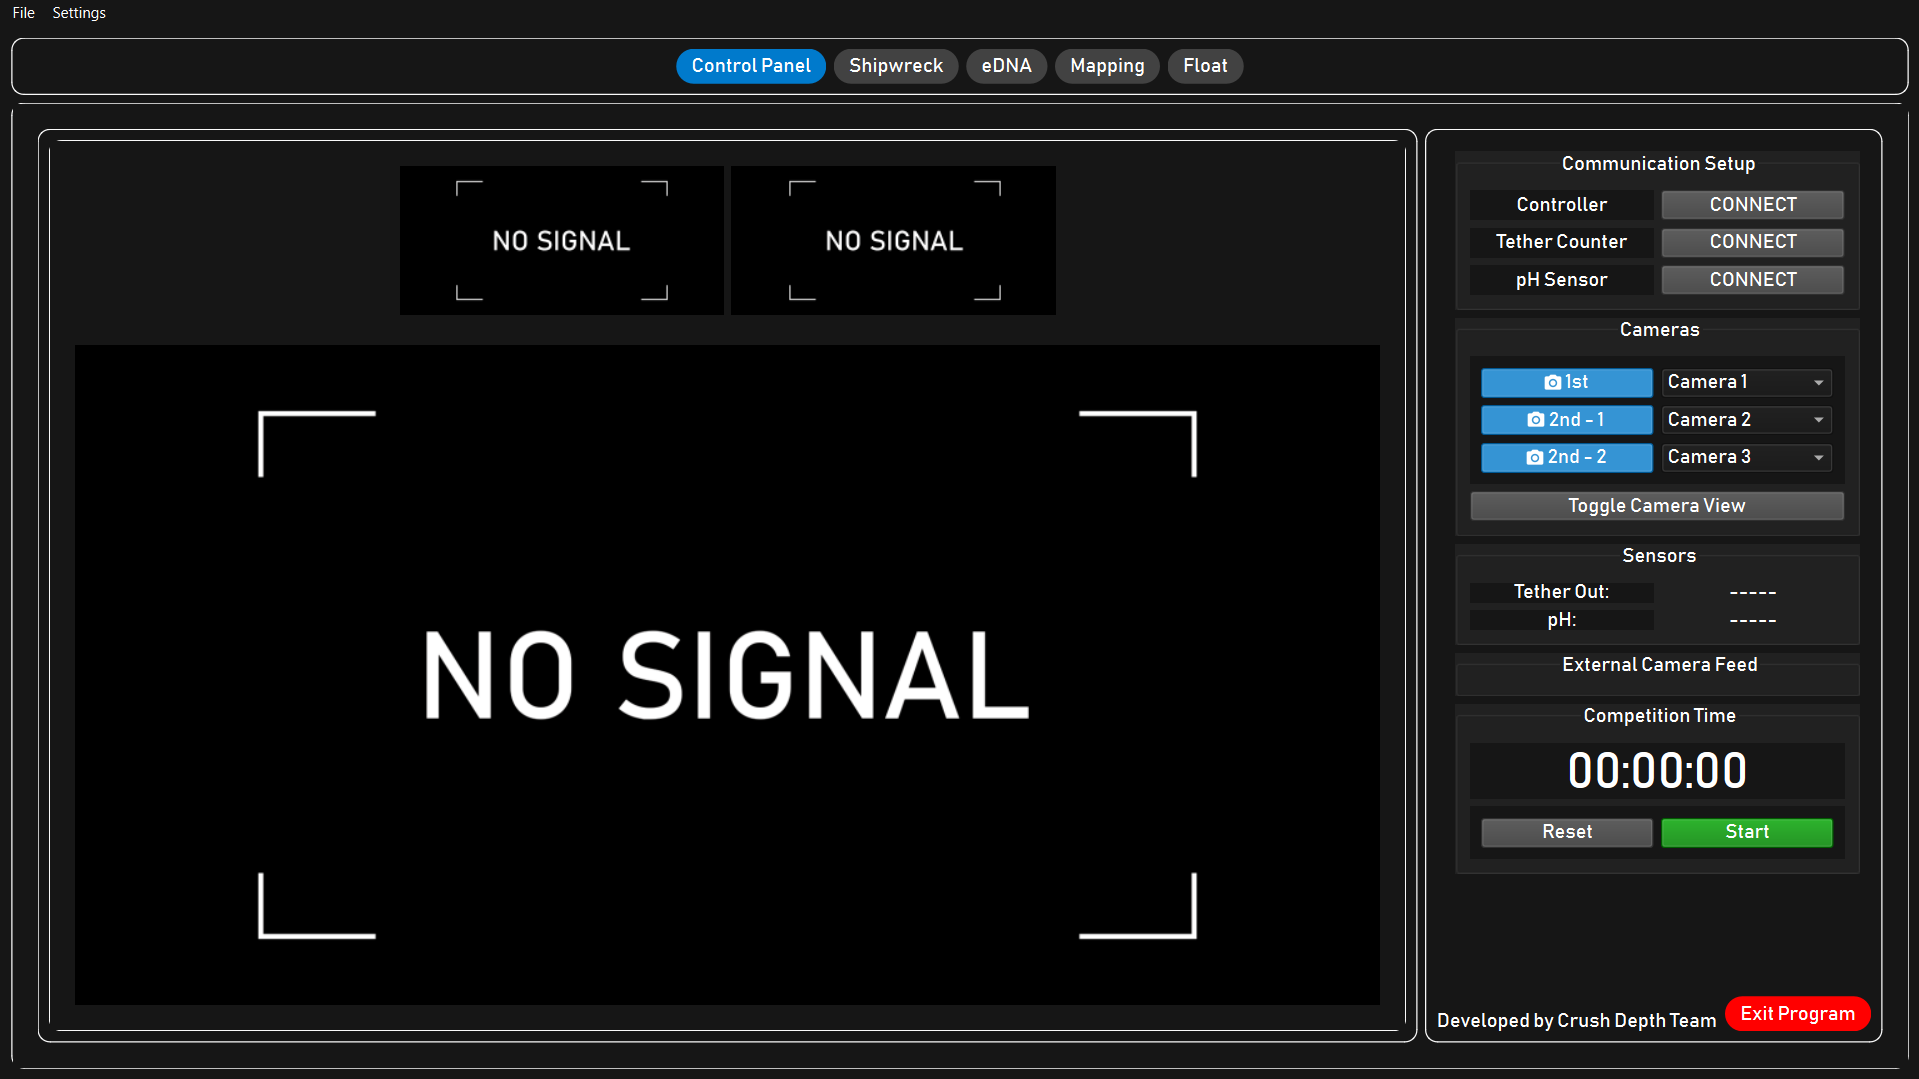 File Settings
Control Panel Shipwreck eDNA Mapping Float
NO SIGNAL NO SIGNAL
NO SIGNAL
Communication Setup
Controller CONNECT
Tether Counter CONNECT
pH Sensor CONNECT
Cameras
1st Camera 1
2nd - 1 Camera 2
2nd - 2 Camera 3
Toggle Camera View
Sensors
Tether Out: -----
pH: -----
External Camera Feed
Competition Time
00:00:00
Reset Start
Developed by Crush Depth Team Exit Program